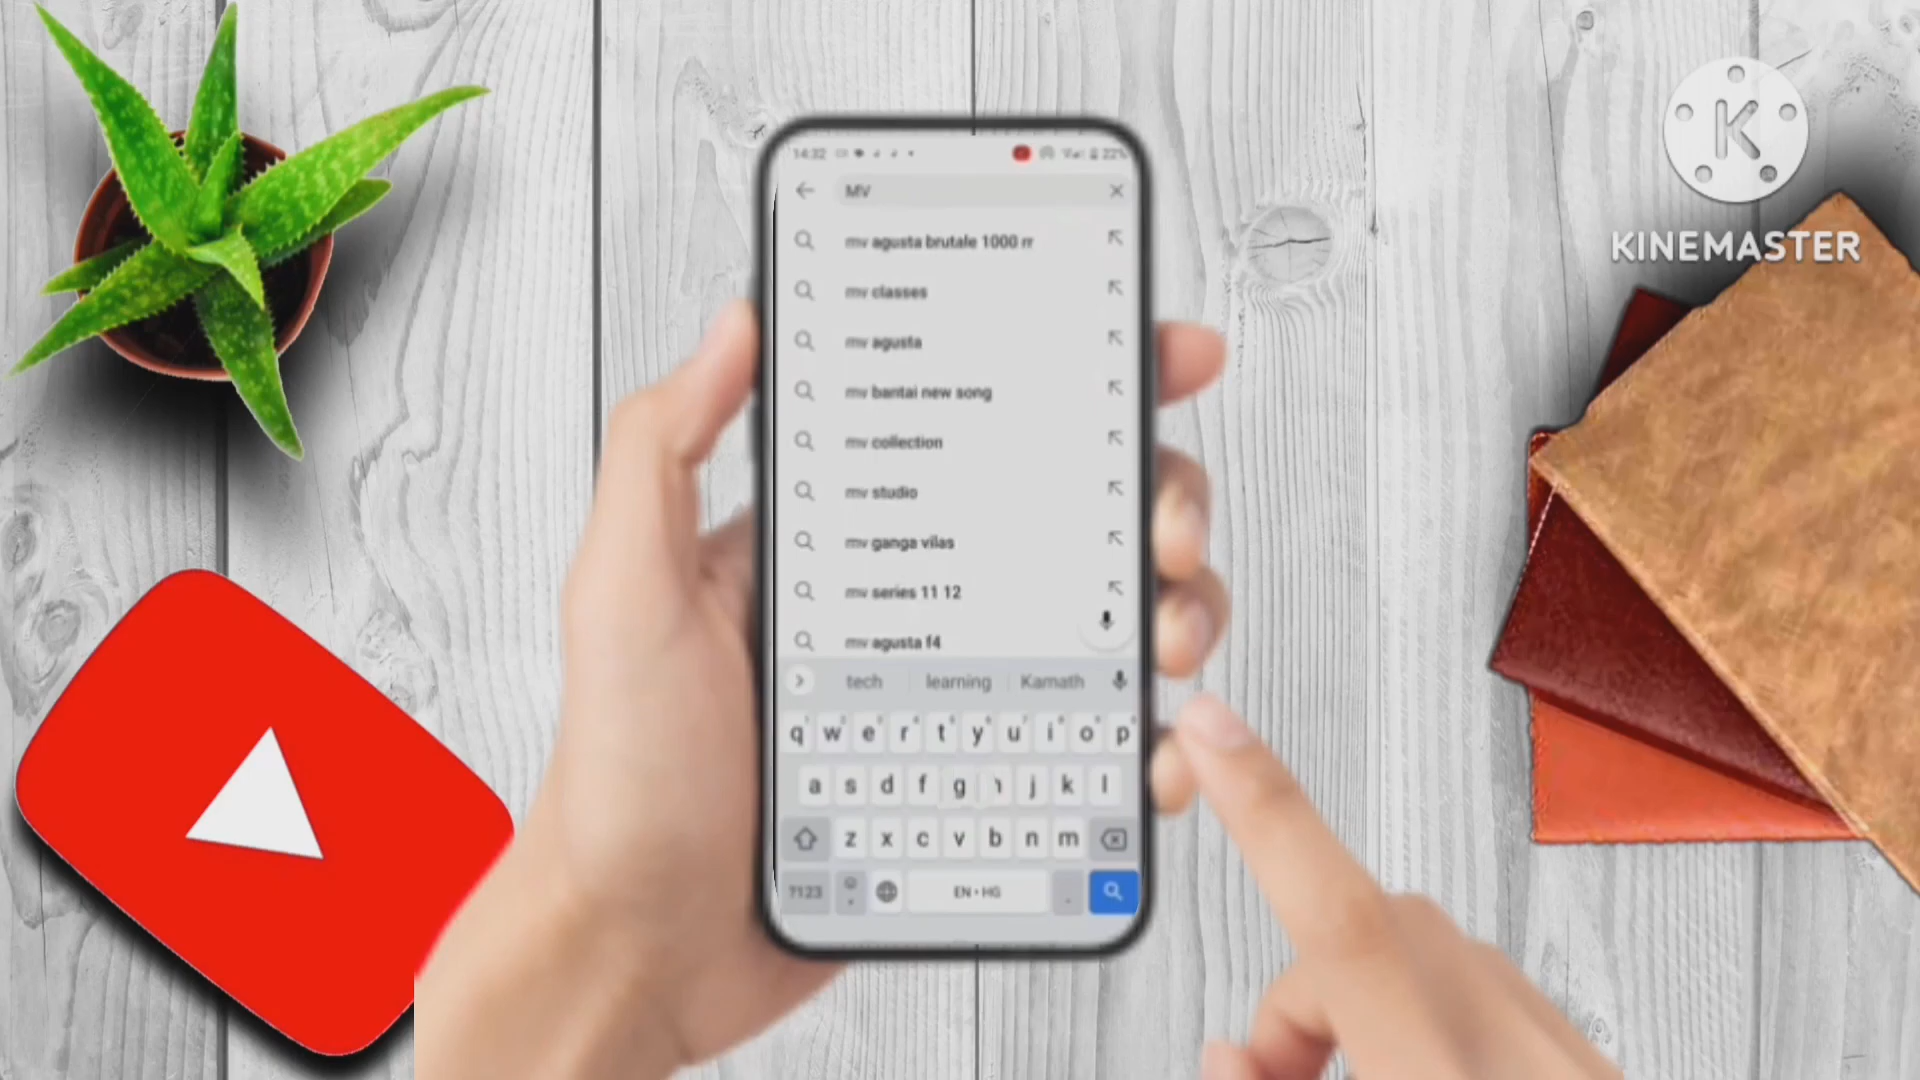 14:32
22%
MV
mv agusta brutale 1000 rr
mv classes
mv agusta
mv bantai new song
mv collection
mv studio
mv ganga vilas
mv series 11 12
mv agusta f4
tech learning Kamath
q w e r t y u i o p
a s d f g h j k l
z x c v b n m
?123 EN • HG .
K
KINEMASTER